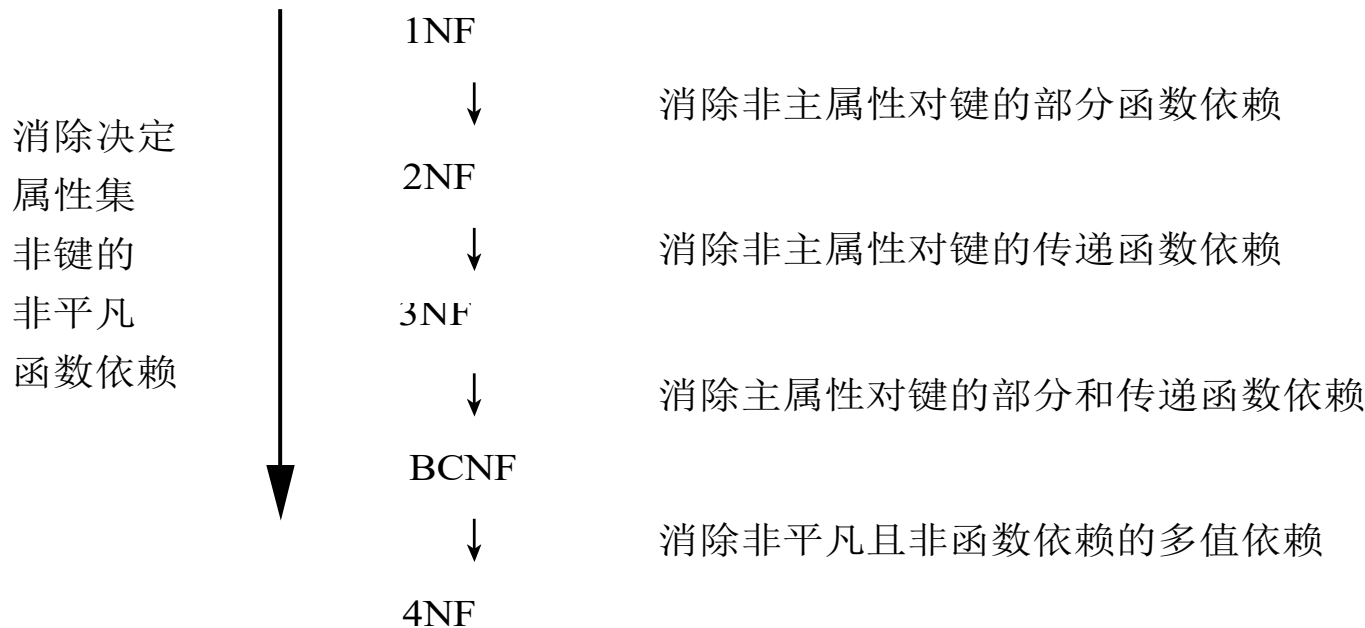 1NF
消除非主属性对键的部分函数依赖
消除决定
属性集
非键的
非平凡
函数依赖
2NF
消除非主属性对键的传递函数依赖
3NF
消除主属性对键的部分和传递函数依赖
BCNF
消除非平凡且非函数依赖的多值依赖
4NF